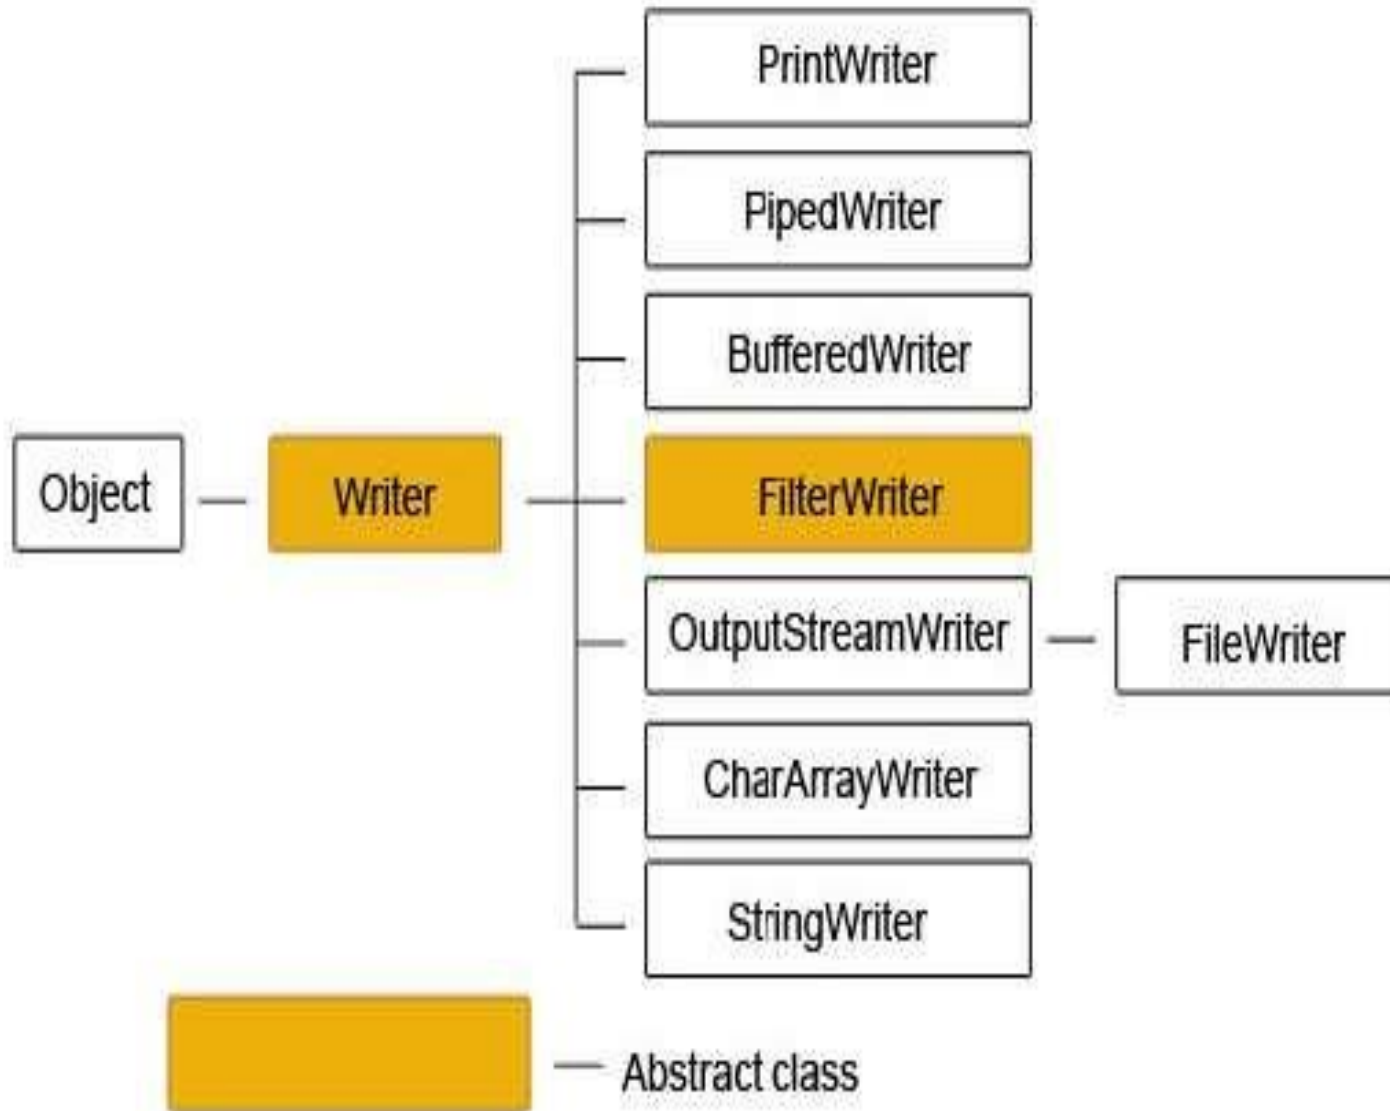 PrintWriter
PipedWriter
BufferedWriter
Object
Writer
FilterWriter
OutputStreamWriter
FileWriter
CharArrayWriter
StringWriter
Abstract class